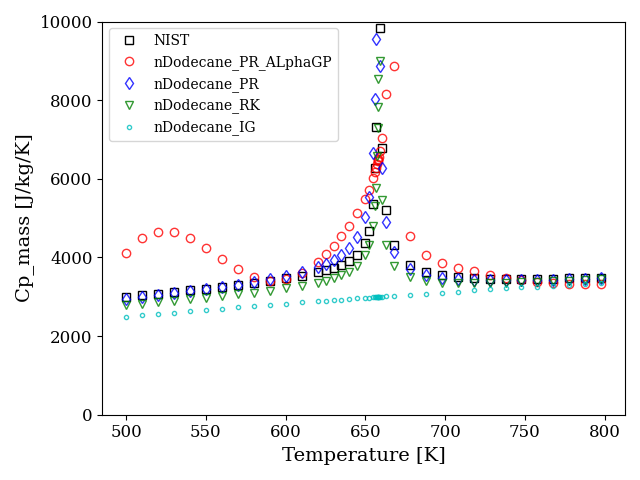 10000
8000
6000
4000
2000
0
Cp_mass [J/kg/K]
NIST
nDodecane_PR_ALphaGP
nDodecane_PR
nDodecane_RK
nDodecane_IG
500 550 600 650 700 750 800
Temperature [K]